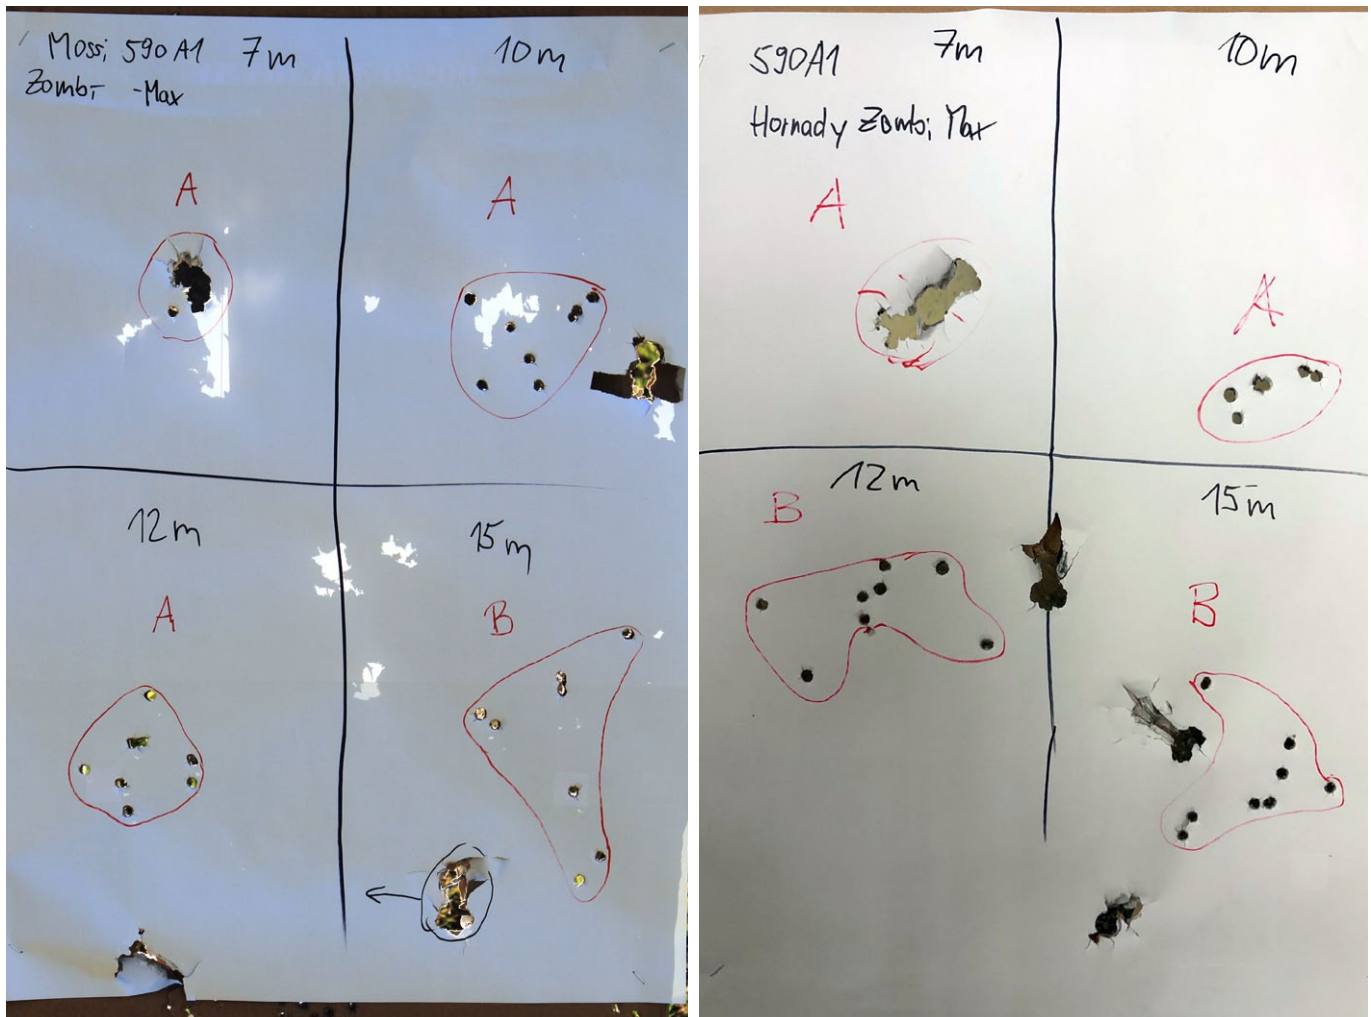 Mossi 590A1 7m 10m
Zombi-Max
A A
12m 15m
A B
590A1 7m 10m
Hornady Zombi Max
A
A
12m 15m
B
B